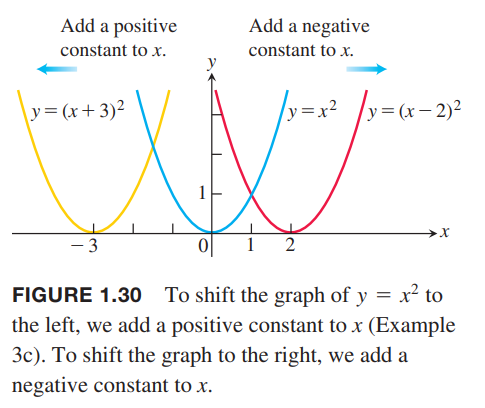 Add a positive
constant to x.
Add a negative
constant to x.
y
y = (x + 3)²
y = x²
y = (x − 2)²
1
x
−3
0
1
2
FIGURE 1.30 To shift the graph of y = x² to
the left, we add a positive constant to x (Example
3c). To shift the graph to the right, we add a
negative constant to x.